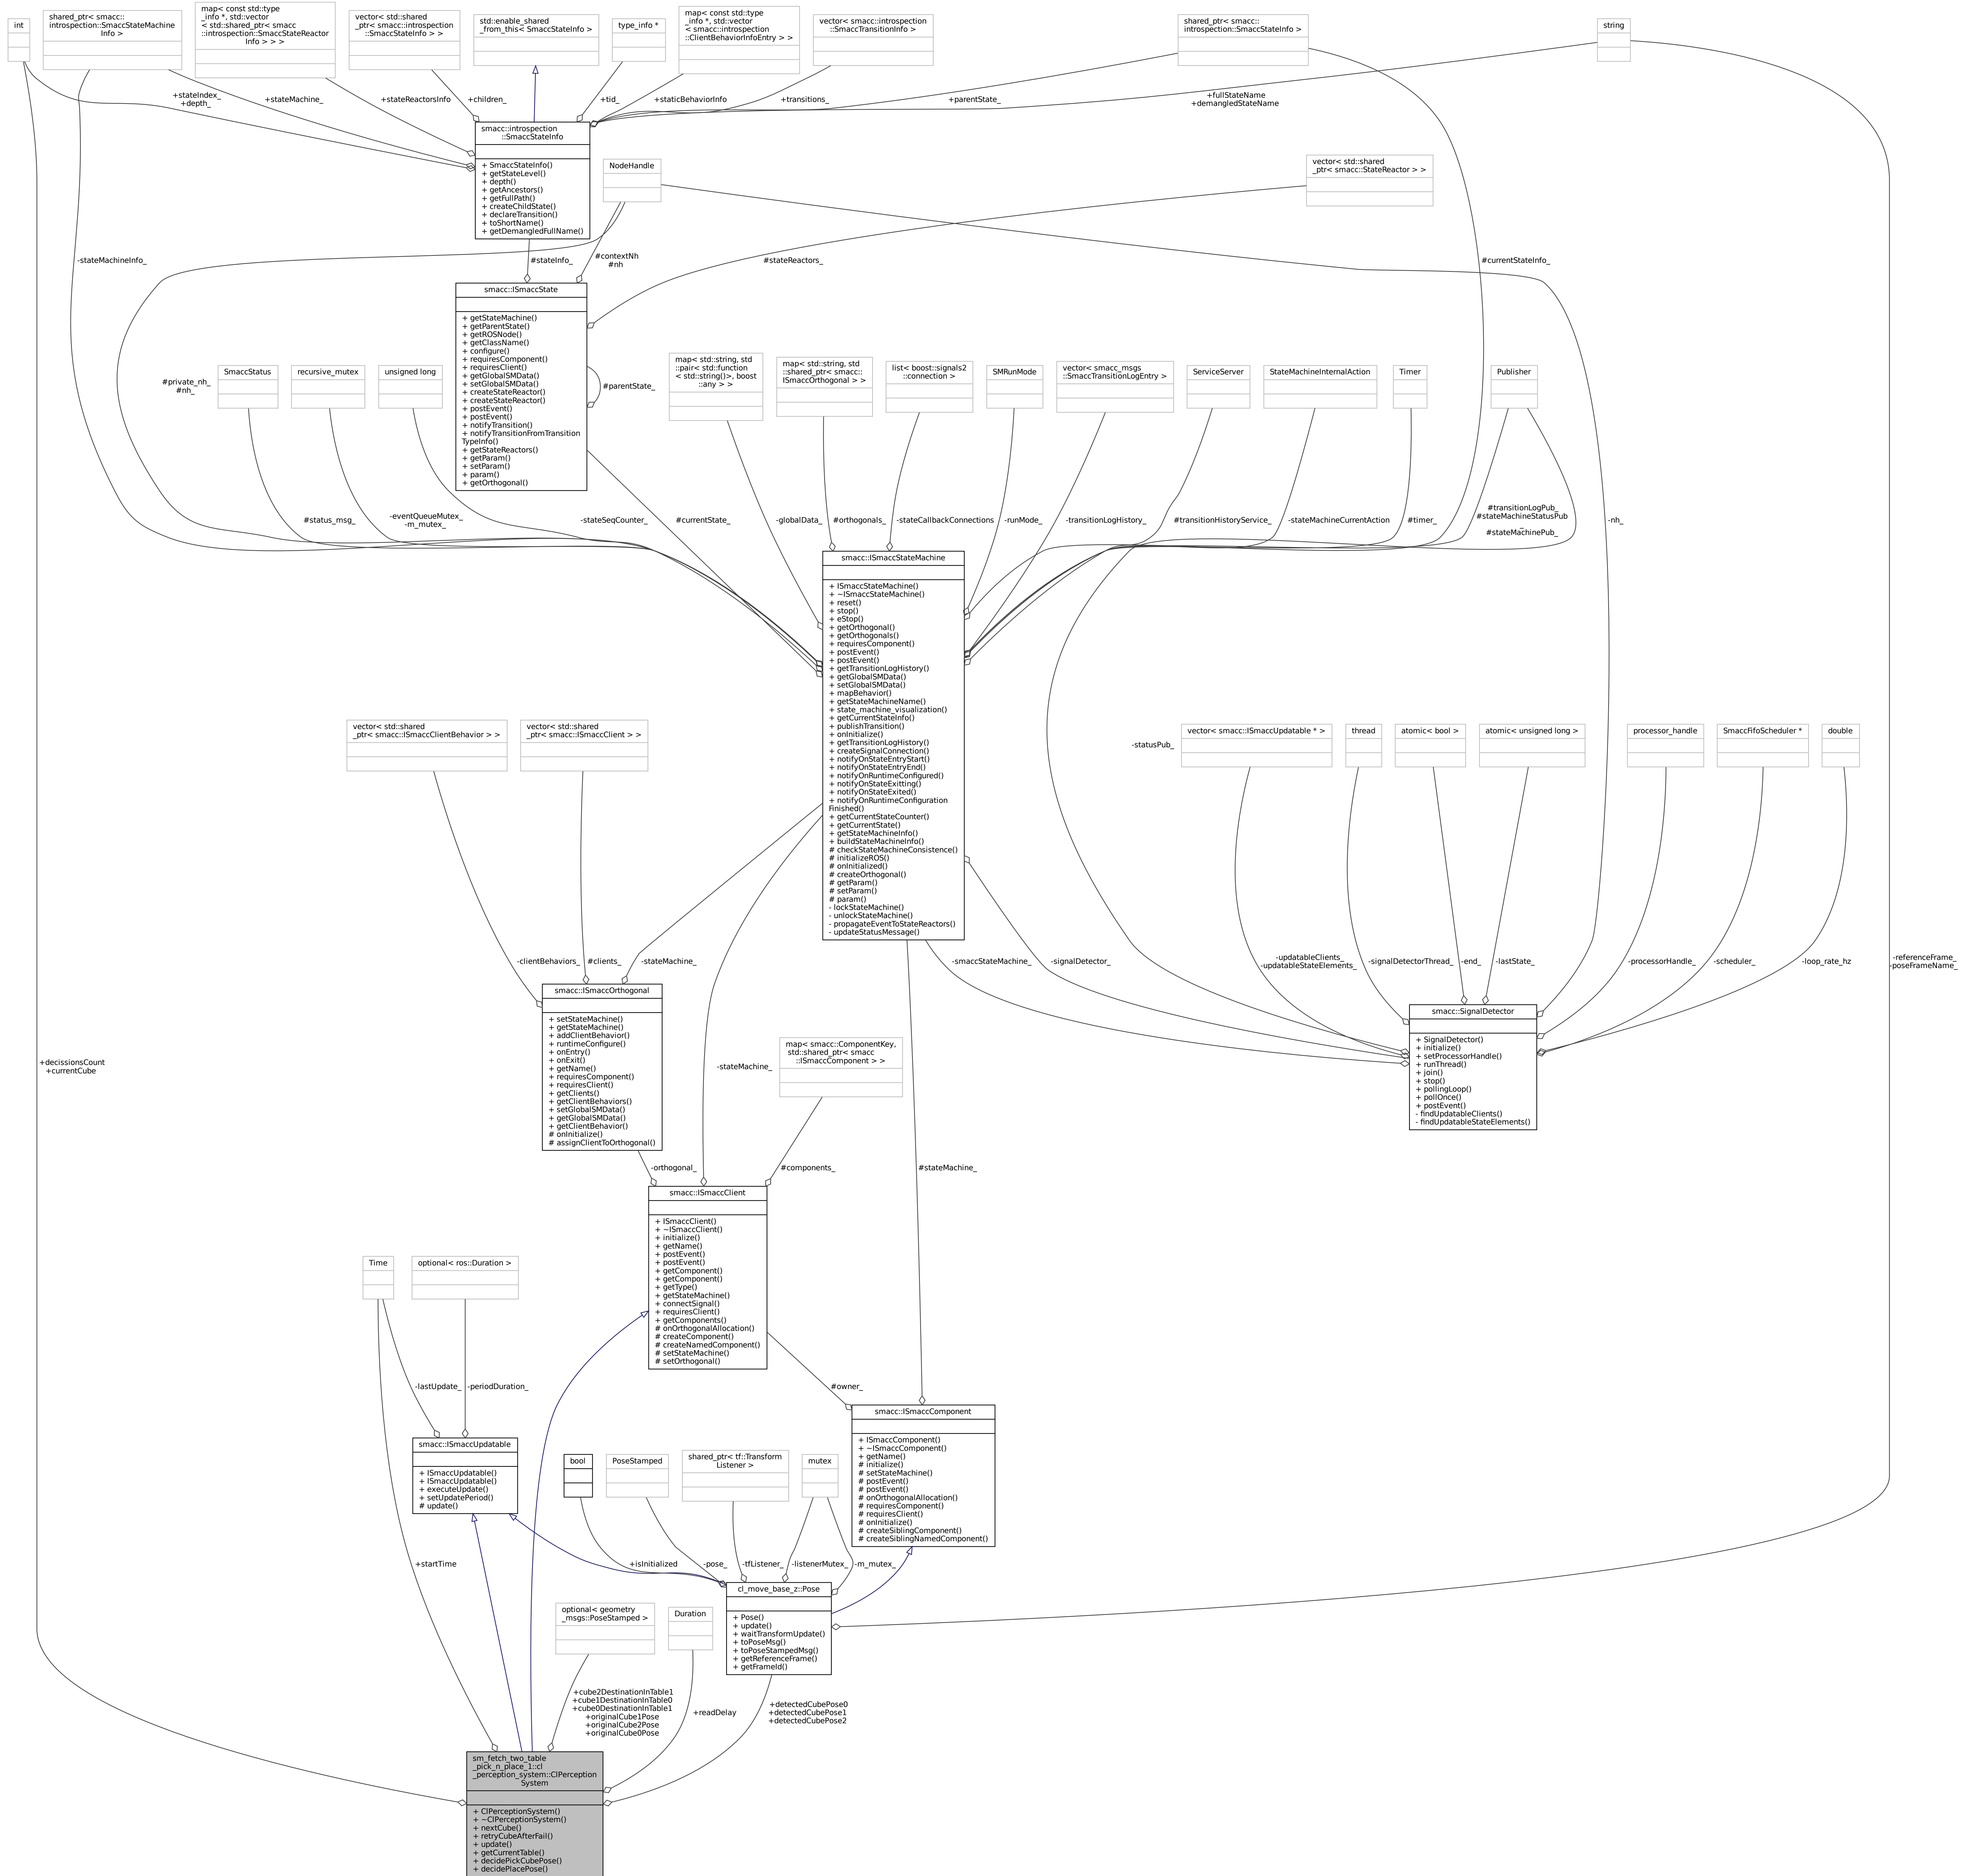 int
shared_ptr< smacc::
introspection::SmaccStateMachine
Info >
map< const std::type
_info *, std::vector
< std::shared_ptr< smacc
::introspection::SmaccStateReactor
Info > > >
vector< std::shared
_ptr< smacc::introspection
::SmaccStateInfo > >
std::enable_shared
_from_this< SmaccStateInfo >
type_info *
map< const std::type
_info *, std::vector
< smacc::introspection
::ClientBehaviorInfoEntry > >
vector< smacc::introspection
::SmaccTransitionInfo >
shared_ptr< smacc::
introspection::SmaccStateInfo >
string
+stateIndex_
+depth_
+stateMachine_
+stateReactorsInfo
+children_
+tid_
+staticBehaviorInfo
+transitions_
+parentState_
+fullStateName
+demangledStateName
smacc::introspection
::SmaccStateInfo
+ SmaccStateInfo()
+ getStateLevel()
+ depth()
+ getAncestors()
+ getFullPath()
+ createChildState()
+ declareTransition()
+ toShortName()
+ getDemangledFullName()
NodeHandle
vector< std::shared
_ptr< smacc::StateReactor > >
-stateMachineInfo_
#stateInfo_
#contextNh
#nh
#stateReactors_
#currentStateInfo_
smacc::ISmaccState
+ getStateMachine()
+ getParentState()
+ getROSNode()
+ getClassName()
+ configure()
+ requiresComponent()
+ requiresClient()
+ getGlobalSMData()
+ setGlobalSMData()
+ createStateReactor()
+ createStateReactor()
+ postEvent()
+ postEvent()
+ notifyTransition()
+ notifyTransitionFromTransition
TypeInfo()
+ getStateReactors()
+ getParam()
+ setParam()
+ param()
+ getOrthogonal()
#parentState_
#private_nh_
#nh_
SmaccStatus
recursive_mutex
unsigned long
map< std::string, std
::pair< std::function
< std::string()>, boost
::any > >
map< std::string, std
::shared_ptr< smacc::
ISmaccOrthogonal > >
list< boost::signals2
::connection >
SMRunMode
vector< smacc_msgs
::SmaccTransitionLogEntry >
ServiceServer
StateMachineInternalAction
Timer
Publisher
#status_msg_
-eventQueueMutex_
-m_mutex_
-stateSeqCounter_
#currentState_
-globalData_
#orthogonals_
-stateCallbackConnections
-runMode_
-transitionLogHistory_
#transitionHistoryService_
-stateMachineCurrentAction
#timer_
#transitionLogPub_
#stateMachineStatusPub
_
#stateMachinePub_
-nh_
smacc::ISmaccStateMachine
+ ISmaccStateMachine()
+ ~ISmaccStateMachine()
+ reset()
+ stop()
+ eStop()
+ getOrthogonal()
+ getOrthogonals()
+ requiresComponent()
+ postEvent()
+ postEvent()
+ getTransitionLogHistory()
+ getGlobalSMData()
+ setGlobalSMData()
+ mapBehavior()
+ getStateMachineName()
+ state_machine_visualization()
+ getCurrentStateInfo()
+ publishTransition()
+ onInitialize()
+ getTransitionLogHistory()
+ createSignalConnection()
+ notifyOnStateEntryStart()
+ notifyOnStateEntryEnd()
+ notifyOnRuntimeConfigured()
+ notifyOnStateExitting()
+ notifyOnStateExited()
+ notifyOnRuntimeConfiguration
Finished()
+ getCurrentStateCounter()
+ getCurrentState()
+ getStateMachineInfo()
+ buildStateMachineInfo()
# checkStateMachineConsistence()
# initializeROS()
# onInitialized()
# createOrthogonal()
# getParam()
# setParam()
# param()
- lockStateMachine()
- unlockStateMachine()
- propagateEventToStateReactors()
- updateStatusMessage()
vector< std::shared
_ptr< smacc::ISmaccClientBehavior > >
vector< std::shared
_ptr< smacc::ISmaccClient > >
-statusPub_
vector< smacc::ISmaccUpdatable * >
thread
atomic< bool >
atomic< unsigned long >
processor_handle
SmaccFifoScheduler *
double
-clientBehaviors_
#clients_
-stateMachine_
-smaccStateMachine_
-signalDetector_
-updatableClients_
-updatableStateElements_
-signalDetectorThread_
-end_
-lastState_
-processorHandle_
-scheduler_
-loop_rate_hz
-referenceFrame_
-poseFrameName_
smacc::ISmaccOrthogonal
+ setStateMachine()
+ getStateMachine()
+ addClientBehavior()
+ runtimeConfigure()
+ onEntry()
+ onExit()
+ getName()
+ requiresComponent()
+ requiresClient()
+ getClients()
+ getClientBehaviors()
+ setGlobalSMData()
+ getGlobalSMData()
+ getClientBehavior()
# onInitialize()
# assignClientToOrthogonal()
smacc::SignalDetector
+ SignalDetector()
+ initialize()
+ setProcessorHandle()
+ runThread()
+ join()
+ stop()
+ pollingLoop()
+ pollOnce()
+ postEvent()
- findUpdatableClients()
- findUpdatableStateElements()
+decissionsCount
+currentCube
-stateMachine_
map< smacc::ComponentKey,
std::shared_ptr< smacc
::ISmaccComponent > >
-orthogonal_
#components_
#stateMachine_
smacc::ISmaccClient
+ ISmaccClient()
+ ~ISmaccClient()
+ initialize()
+ getName()
+ postEvent()
+ postEvent()
+ getComponent()
+ getComponent()
+ getType()
+ getStateMachine()
+ connectSignal()
+ requiresClient()
+ getComponents()
# onOrthogonalAllocation()
# createComponent()
# createNamedComponent()
# setStateMachine()
# setOrthogonal()
Time
optional< ros::Duration >
-lastUpdate_
-periodDuration_
#owner_
smacc::ISmaccUpdatable
+ ISmaccUpdatable()
+ ISmaccUpdatable()
+ executeUpdate()
+ setUpdatePeriod()
# update()
smacc::ISmaccComponent
+ ISmaccComponent()
+ ~ISmaccComponent()
+ getName()
# initialize()
# setStateMachine()
# postEvent()
# postEvent()
# onOrthogonalAllocation()
# requiresComponent()
# requiresClient()
# onInitialize()
# createSiblingComponent()
# createSiblingNamedComponent()
bool
PoseStamped
shared_ptr< tf::Transform
Listener >
mutex
+startTime
+isInitialized
-pose_
-tfListener_
-listenerMutex_
-m_mutex_
cl_move_base_z::Pose
+ Pose()
+ update()
+ waitTransformUpdate()
+ toPoseMsg()
+ toPoseStampedMsg()
+ getReferenceFrame()
+ getFrameId()
optional< geometry
_msgs::PoseStamped >
Duration
+cube2DestinationInTable1
+cube1DestinationInTable0
+cube0DestinationInTable1
+originalCube1Pose
+originalCube2Pose
+originalCube0Pose
+readDelay
+detectedCubePose0
+detectedCubePose1
+detectedCubePose2
sm_fetch_two_table
_pick_n_place_1::cl
_perception_system::ClPerception
System
+ ClPerceptionSystem()
+ ~ClPerceptionSystem()
+ nextCube()
+ retryCubeAfterFail()
+ update()
+ getCurrentTable()
+ decidePickCubePose()
+ decidePlacePose()